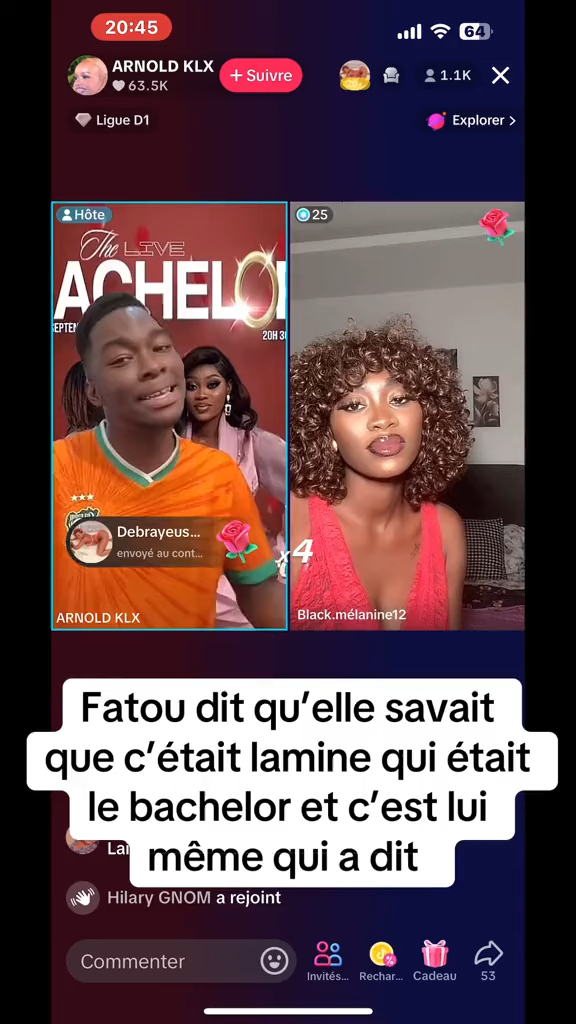 20:45
64
ARNOLD KLX
63.5K
+ Suivre
1.1K
Ligue D1
Explorer >
Hôte
25
The LIVE
ACHELO
20H 30
Debrayeus...
envoyé au cont...
x4
ARNOLD KLX
Black.mélanine12
Fatou dit qu'elle savait
que c'était lamine qui était
le bachelor et c'est lui
même qui a dit
Hilary GNOM a rejoint
Commenter
Invités...
Rechar...
Cadeau
53